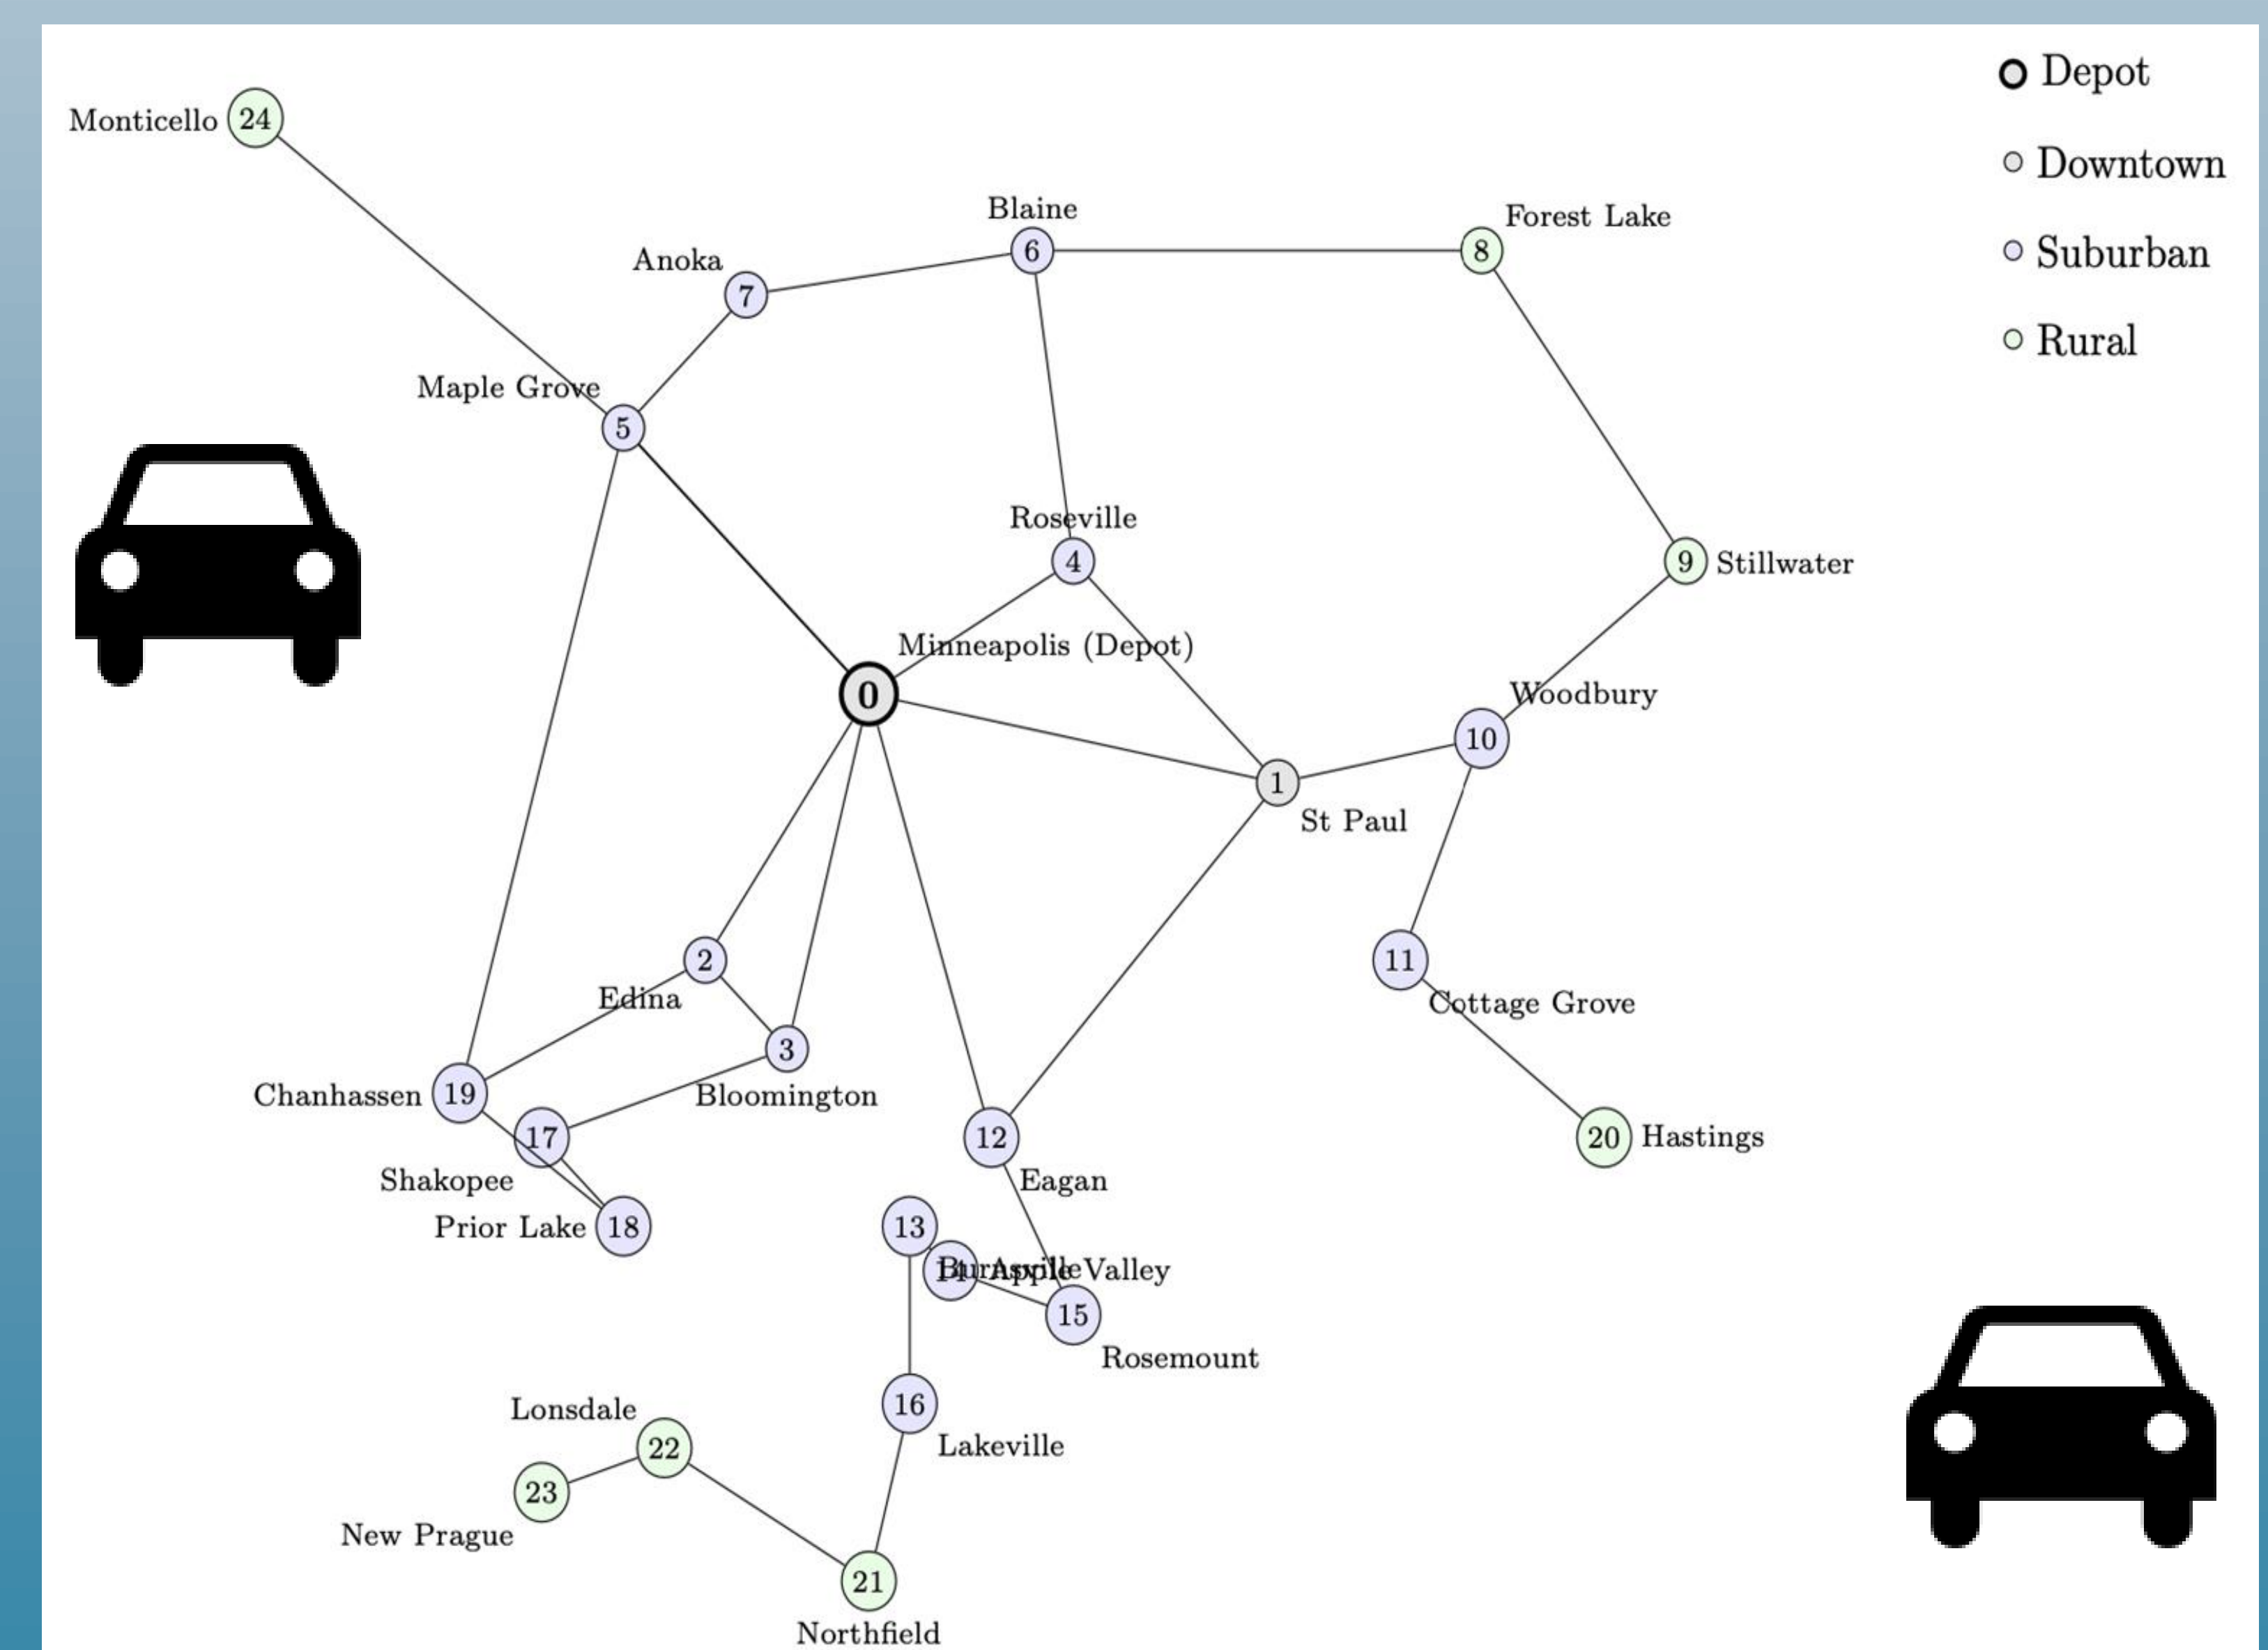 Depot
Downtown
Suburban
Rural
Monticello
24
Blaine
6
Forest Lake
8
Anoka
7
Maple Grove
5
Roseville
4
9
Stillwater
Minneapolis (Depot)
0
Woodbury
10
1
St Paul
2
Edina
11
Cottage Grove
3
Bloomington
Chanhassen
19
17
Shakopee
12
Eagan
20
Hastings
Prior Lake
18
13
14
Burnsville
Apple Valley
15
Rosemount
16
Lakeville
Lonsdale
22
23
New Prague
21
Northfield